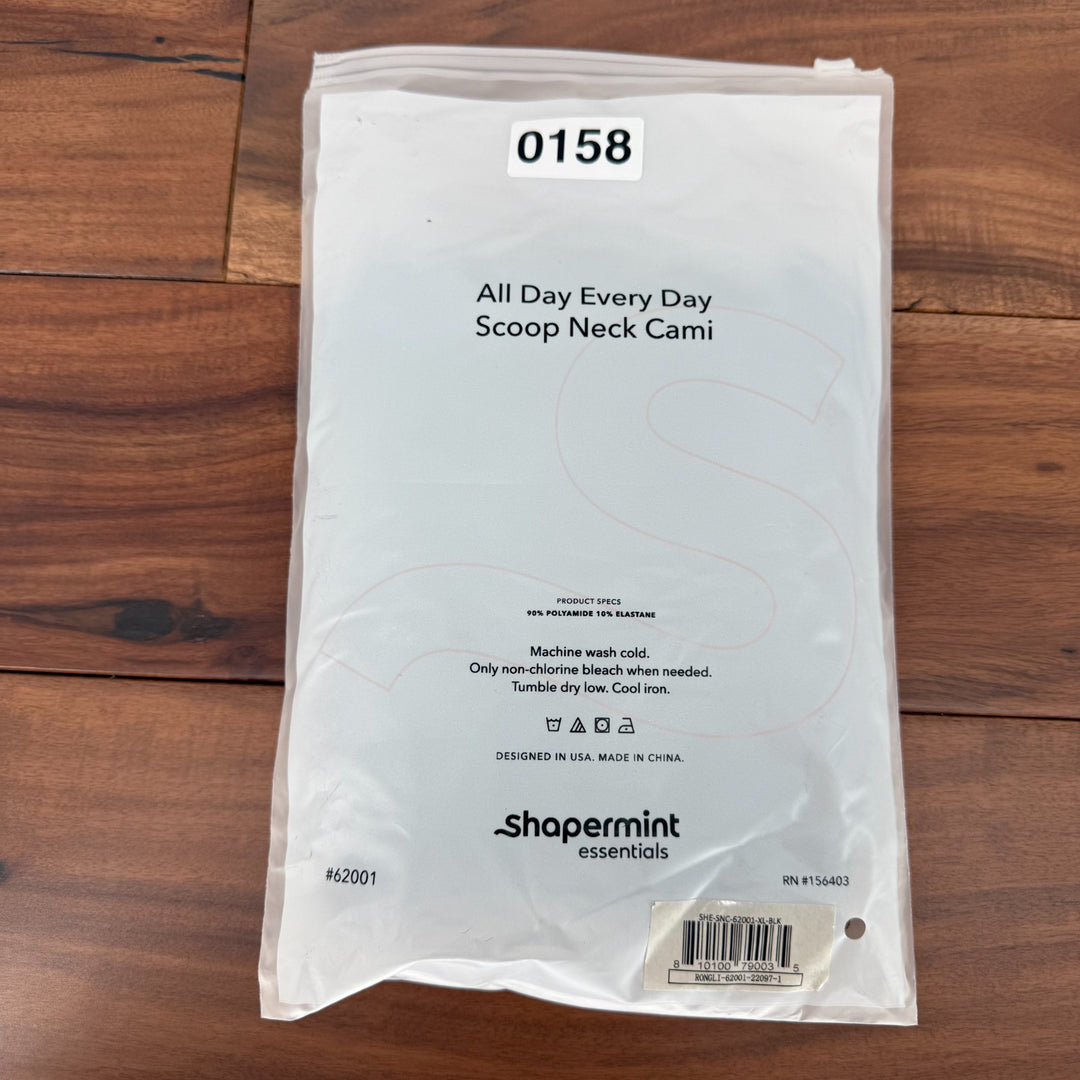 0158
All Day Every Day
Scoop Neck Cami
PRODUCT SPECS
90% POLYAMIDE 10% ELASTANE
Machine wash cold.
Only non-chlorine bleach when needed.
Tumble dry low. Cool iron.
DESIGNED IN USA. MADE IN CHINA.
shapermint
essentials
#62001
RN #156403
SHE-SNC-62001-XL-BLK
8 10100 79003 5
RONGLI-62001-22097-1